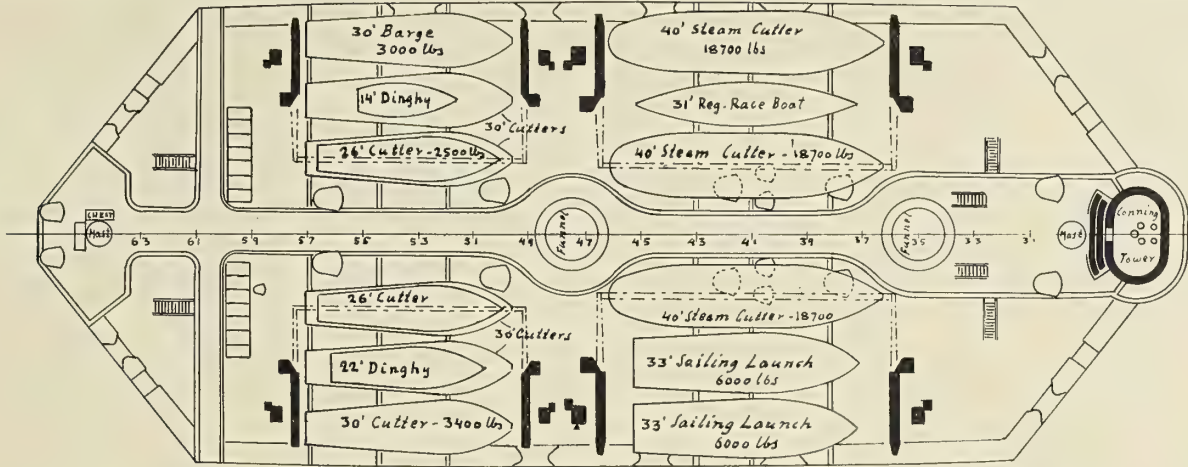 30' Barge
3000 lbs
40' Steam Cutter
18700 lbs
14' Dinghy
31' Reg. Race Boat
30' Cutters
26' Cutter - 2500 lbs
40' Steam Cutter - 18700 lbs
CHEST
Mast
63 61 59 57 55 53 51 49 Funnel 47 45 43 41 39 37 Funnel 35 33 31 Mast
Conning
Tower
26' Cutter
40' Steam Cutter - 18700
30' Cutters
22' Dinghy
33' Sailing Launch
6000 lbs
30' Cutter - 3400 lbs
33' Sailing Launch
6000 lbs